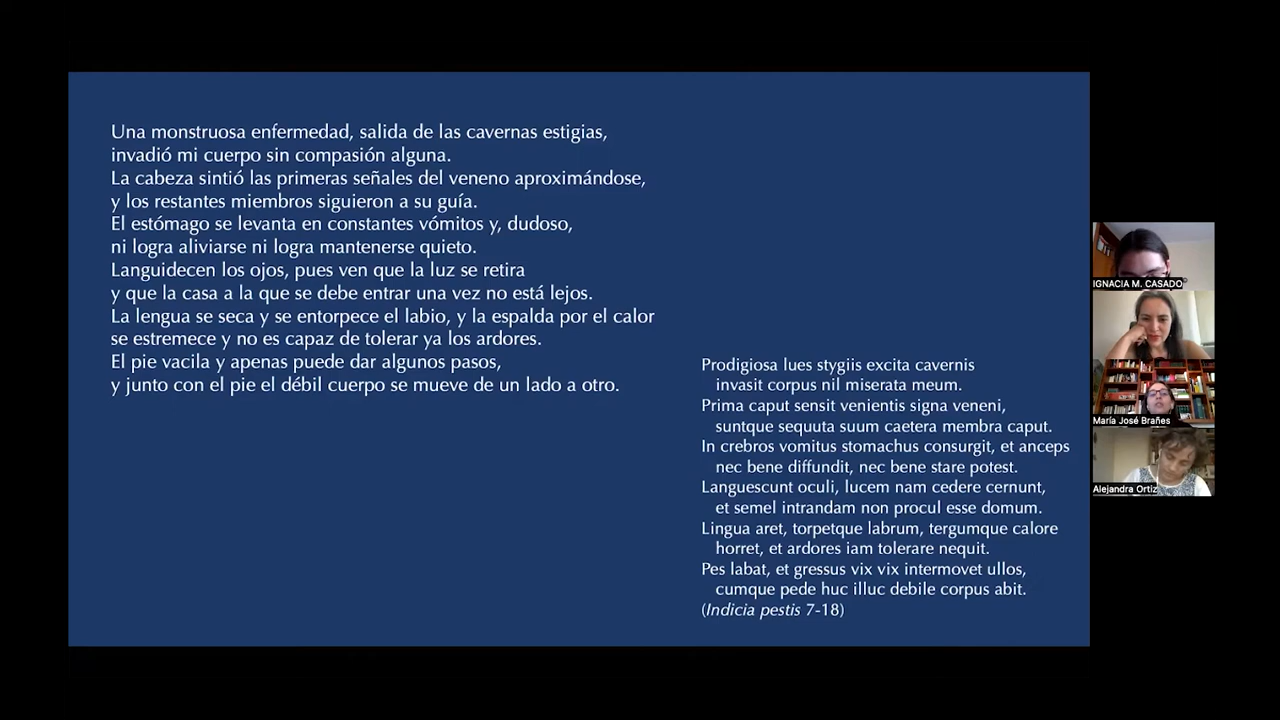 Una monstruosa enfermedad, salida de las cavernas estigias,
invadió mi cuerpo sin compasión alguna.
La cabeza sintió las primeras señales del veneno aproximándose,
y los restantes miembros siguieron a su guía.
El estómago se levanta en constantes vómitos y, dudoso,
ni logra aliviarse ni logra mantenerse quieto.
Languidecen los ojos, pues ven que la luz se retira
y que la casa a la que se debe entrar una vez no está lejos.
La lengua se seca y se entorpece el labio, y la espalda por el calor
se estremece y no es capaz de tolerar ya los ardores.
El pie vacila y apenas puede dar algunos pasos,
y junto con el pie el débil cuerpo se mueve de un lado a otro.
Prodigiosa lues stygiis excita cavernis
invasit corpus nil miserata meum.
Prima caput sensit venientis signa veneni,
suntque sequuta suum caetera membra caput.
In crebros vomitus stomachus consurgit, et anceps
nec bene diffundit, nec bene stare potest.
Languescunt oculi, lucem nam cedere cernunt,
et semel intrandam non procul esse domum.
Lingua aret, torpetque labrum, tergumque calore
horret, et ardores iam tolerare nequit.
Pes labat, et gressus vix vix intermovet ullos,
cumque pede huc illuc debile corpus abit.
(Indicia pestis 7-18)
IGNACIA M. CASADO
María José Brañes
Alejandra Ortiz